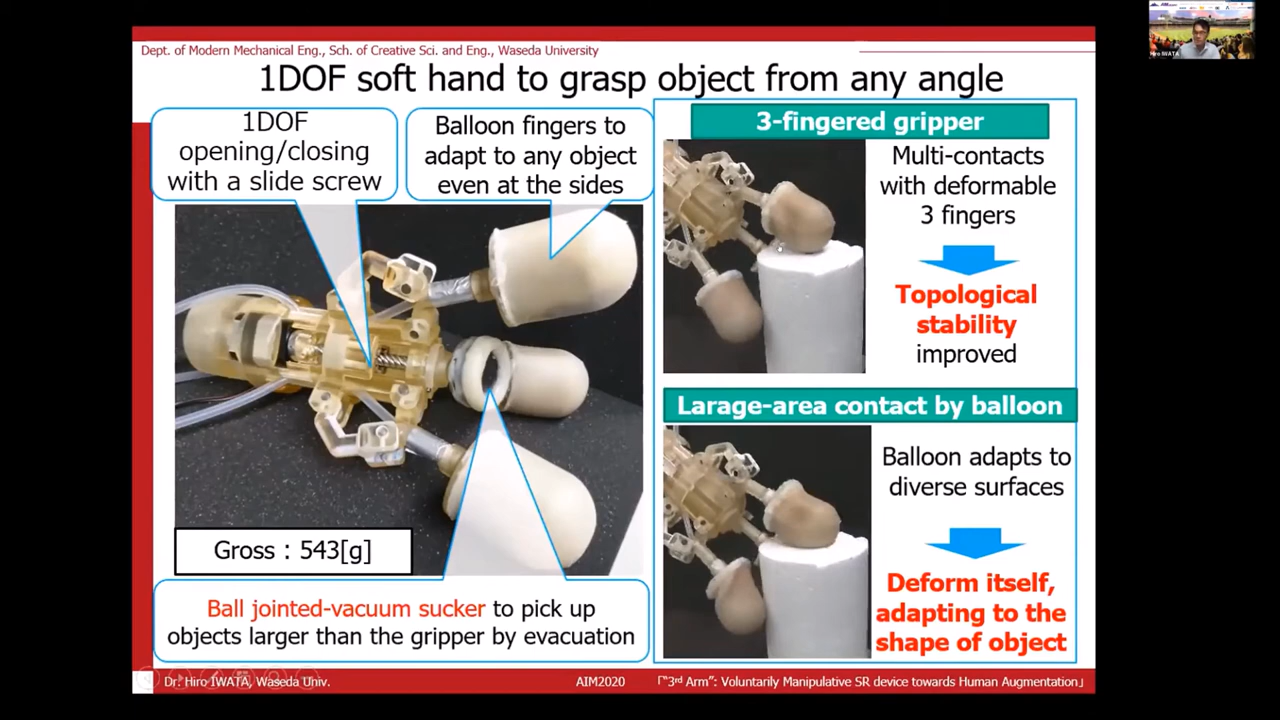 Dept. of Modern Mechanical Eng., Sch. of Creative Sci. and Eng., Waseda University
1DOF soft hand to grasp object from any angle
1DOF
opening/closing
with a slide screw
Balloon fingers to
adapt to any object
even at the sides
Gross : 543[g]
Ball jointed-vacuum sucker to pick up
objects larger than the gripper by evacuation
3-fingered gripper
Multi-contacts
with deformable
3 fingers
Topological
stability
improved
Larage-area contact by balloon
Balloon adapts to
diverse surfaces
Deform itself,
adapting to the
shape of object
Dr. Hiro IWATA, Waseda Univ.
AIM2020
「“3rd Arm”: Voluntarily Manipulative SR device towards Human Augmentation」
Hiro IWATA